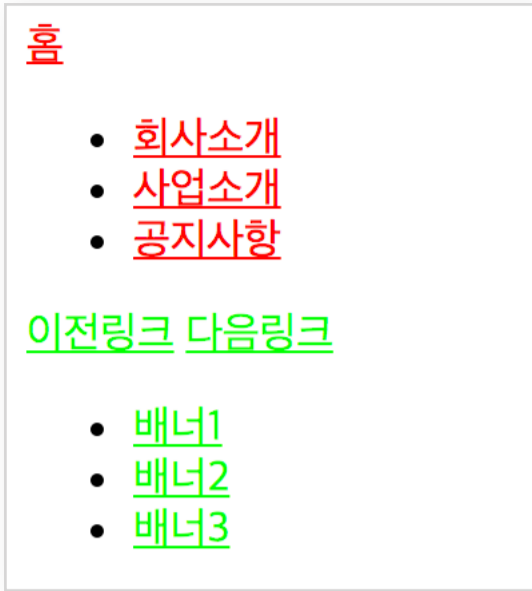 홈
회사소개
사업소개
공지사항
이전링크 다음링크
배너1
배너2
배너3